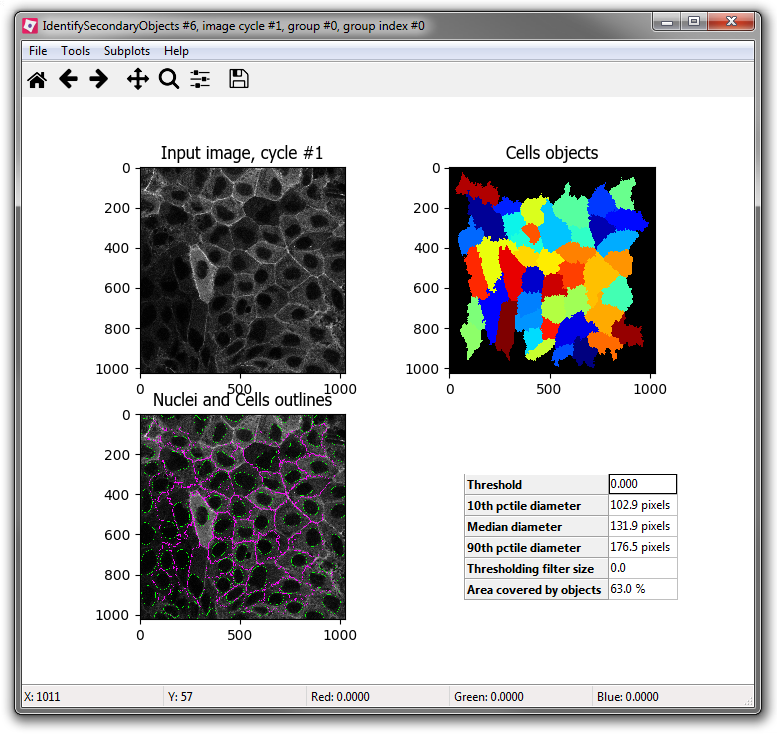 IdentifySecondaryObjects #6, image cycle #1, group #0, group index #0
File Tools Subplots Help
Input image, cycle #1
0
200
400
600
800
1000
0 500 1000
Cells objects
0
200
400
600
800
1000
0 500 1000
Nuclei and Cells outlines
0
200
400
600
800
1000
0 500 1000
Threshold 0.000
10th pctile diameter 102.9 pixels
Median diameter 131.9 pixels
90th pctile diameter 176.5 pixels
Thresholding filter size 0.0
Area covered by objects 63.0 %
X: 1011 Y: 57 Red: 0.0000 Green: 0.0000 Blue: 0.0000